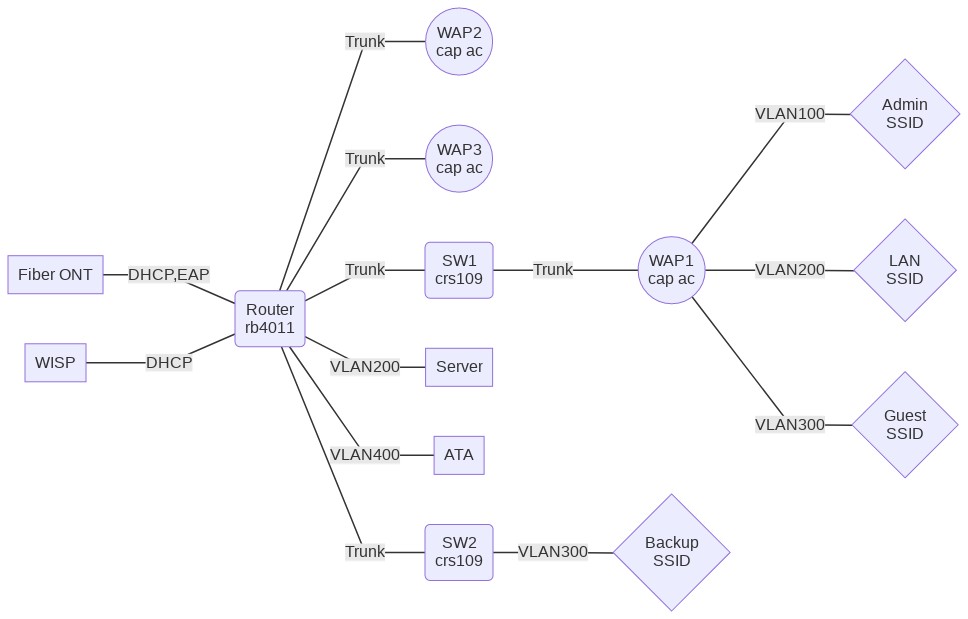 WAP2
cap ac
Trunk
WAP3
cap ac
Trunk
Admin
SSID
VLAN100
Fiber ONT
DHCP,EAP
WISP
DHCP
Router
rb4011
Trunk
SW1
crs109
Trunk
WAP1
cap ac
VLAN200
LAN
SSID
VLAN200
Server
VLAN300
Guest
SSID
VLAN400
ATA
Trunk
SW2
crs109
VLAN300
Backup
SSID